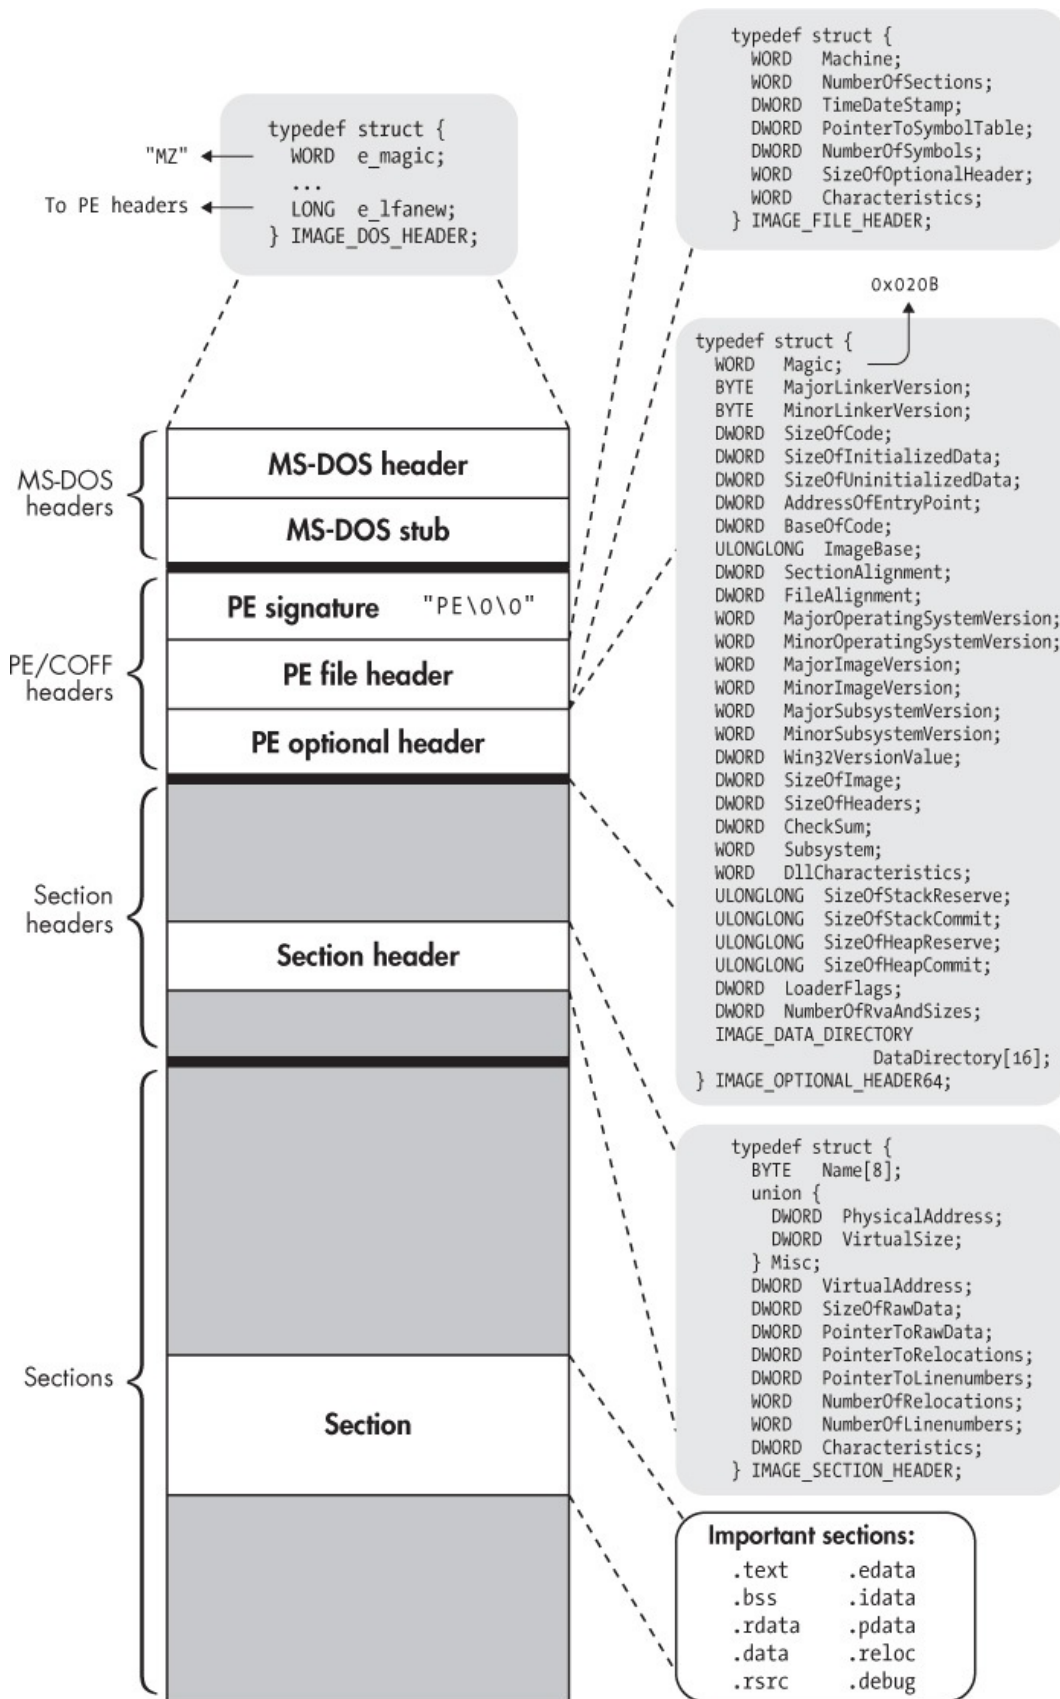 typedef struct {
WORD e_magic;
...
LONG e_lfanew;
} IMAGE_DOS_HEADER;
"MZ"
To PE headers
MS-DOS
headers
MS-DOS header
MS-DOS stub
PE/COFF
headers
PE signature "PE\0\0"
PE file header
PE optional header
Section
headers
Section header
Sections
Section
typedef struct {
WORD Machine;
WORD NumberOfSections;
DWORD TimeDateStamp;
DWORD PointerToSymbolTable;
DWORD NumberOfSymbols;
WORD SizeOfOptionalHeader;
WORD Characteristics;
} IMAGE_FILE_HEADER;
0x020B
typedef struct {
WORD Magic;
BYTE MajorLinkerVersion;
BYTE MinorLinkerVersion;
DWORD SizeOfCode;
DWORD SizeOfInitializedData;
DWORD SizeOfUninitializedData;
DWORD AddressOfEntryPoint;
DWORD BaseOfCode;
ULONGLONG ImageBase;
DWORD SectionAlignment;
DWORD FileAlignment;
WORD MajorOperatingSystemVersion;
WORD MinorOperatingSystemVersion;
WORD MajorImageVersion;
WORD MinorImageVersion;
WORD MajorSubsystemVersion;
WORD MinorSubsystemVersion;
DWORD Win32VersionValue;
DWORD SizeOfImage;
DWORD SizeOfHeaders;
DWORD CheckSum;
WORD Subsystem;
WORD DllCharacteristics;
ULONGLONG SizeOfStackReserve;
ULONGLONG SizeOfStackCommit;
ULONGLONG SizeOfHeapReserve;
ULONGLONG SizeOfHeapCommit;
DWORD LoaderFlags;
DWORD NumberOfRvaAndSizes;
IMAGE_DATA_DIRECTORY
DataDirectory[16];
} IMAGE_OPTIONAL_HEADER64;
typedef struct {
BYTE Name[8];
union {
DWORD PhysicalAddress;
DWORD VirtualSize;
} Misc;
DWORD VirtualAddress;
DWORD SizeOfRawData;
DWORD PointerToRawData;
DWORD PointerToRelocations;
DWORD PointerToLinenumbers;
WORD NumberOfRelocations;
WORD NumberOfLinenumbers;
DWORD Characteristics;
} IMAGE_SECTION_HEADER;
Important sections:
.text .edata
.bss .idata
.rdata .pdata
.data .reloc
.rsrc .debug